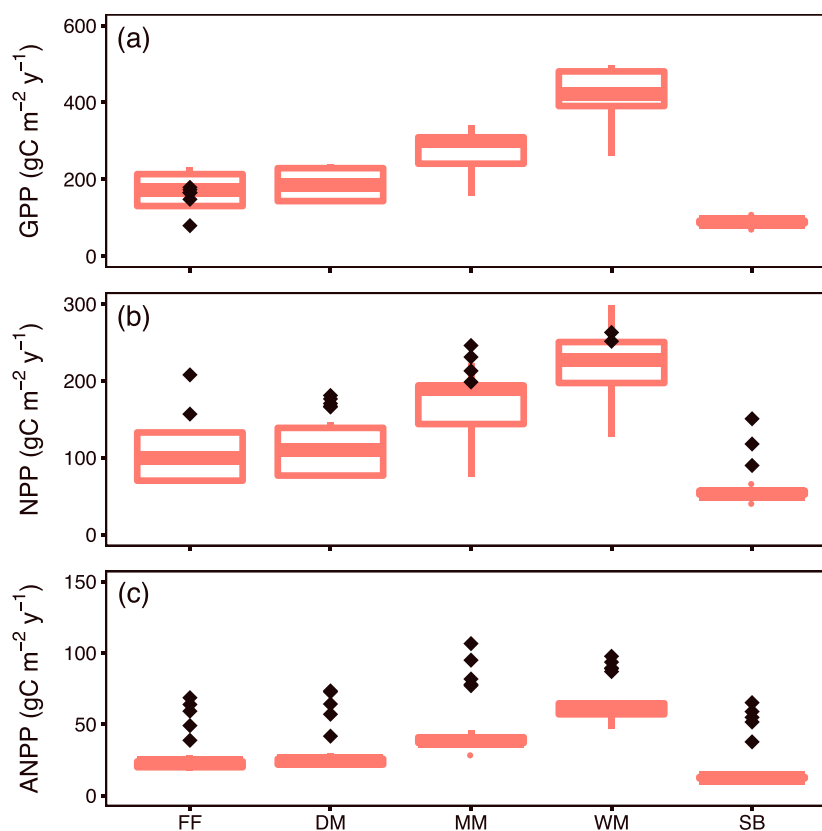 (a)
GPP (gC m⁻² y⁻¹)
600
400
200
0
(b)
NPP (gC m⁻² y⁻¹)
300
200
100
0
(c)
ANPP (gC m⁻² y⁻¹)
150
100
50
0
FF DM MM WM SB